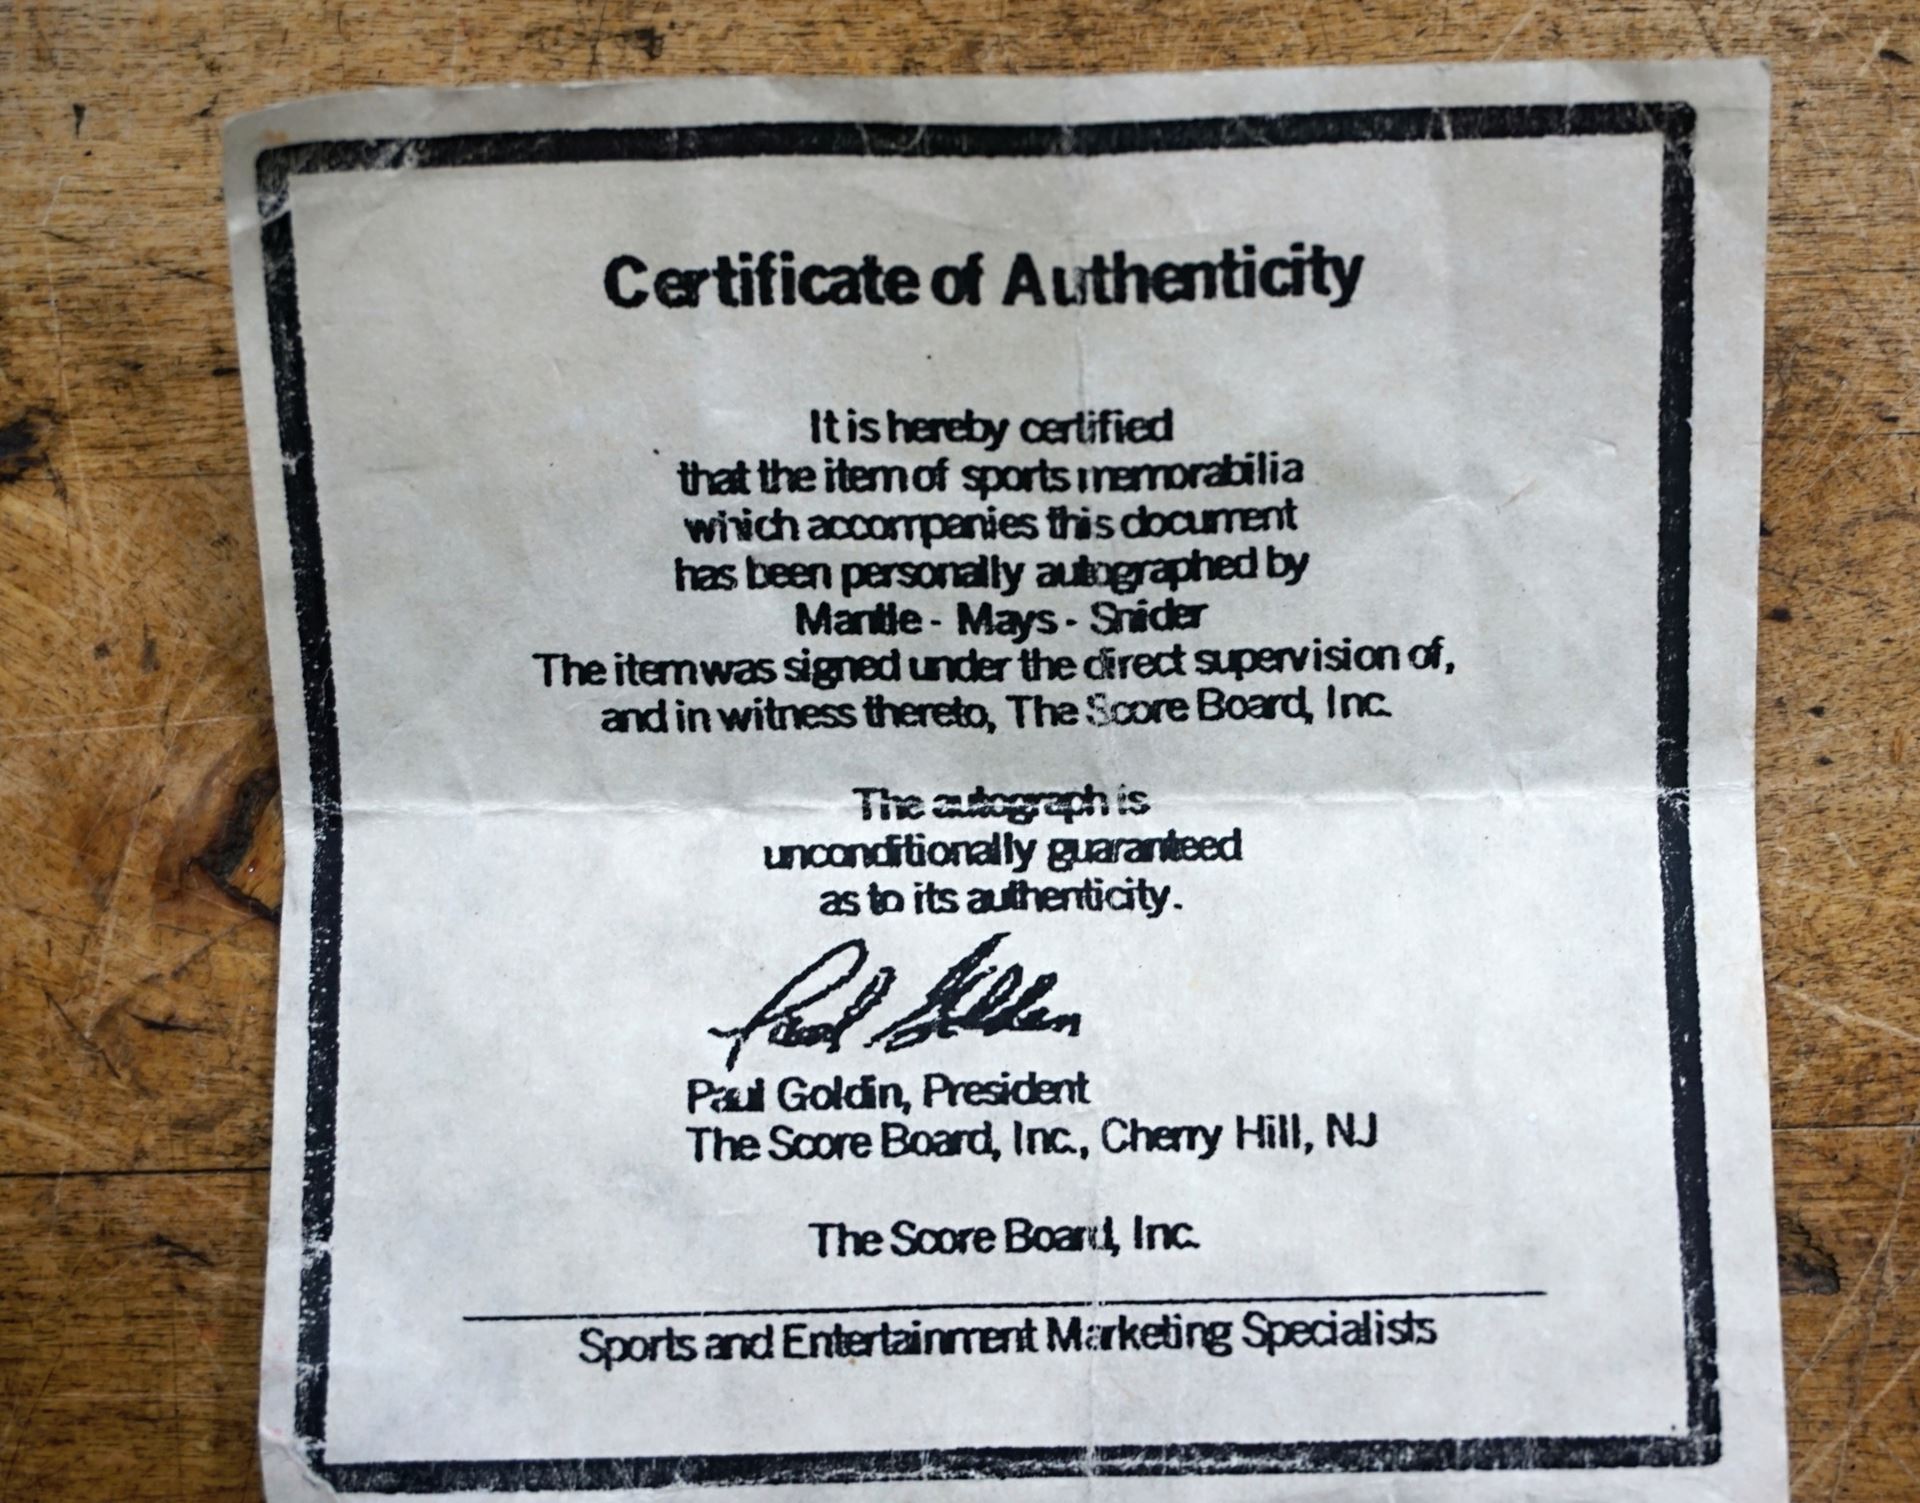 Certificate of Authenticity
It is hereby certified
that the item of sports memorabilia
which accompanies this document
has been personally autographed by
Mantle - Mays - Snider
The item was signed under the direct supervision of,
and in witness thereto, The Score Board, Inc.
The autograph is
unconditionally guaranteed
as to its authenticity.
Paul Goldin
Paul Goldin, President
The Score Board, Inc., Cherry Hill, NJ
The Score Board, Inc.
Sports and Entertainment Marketing Specialists